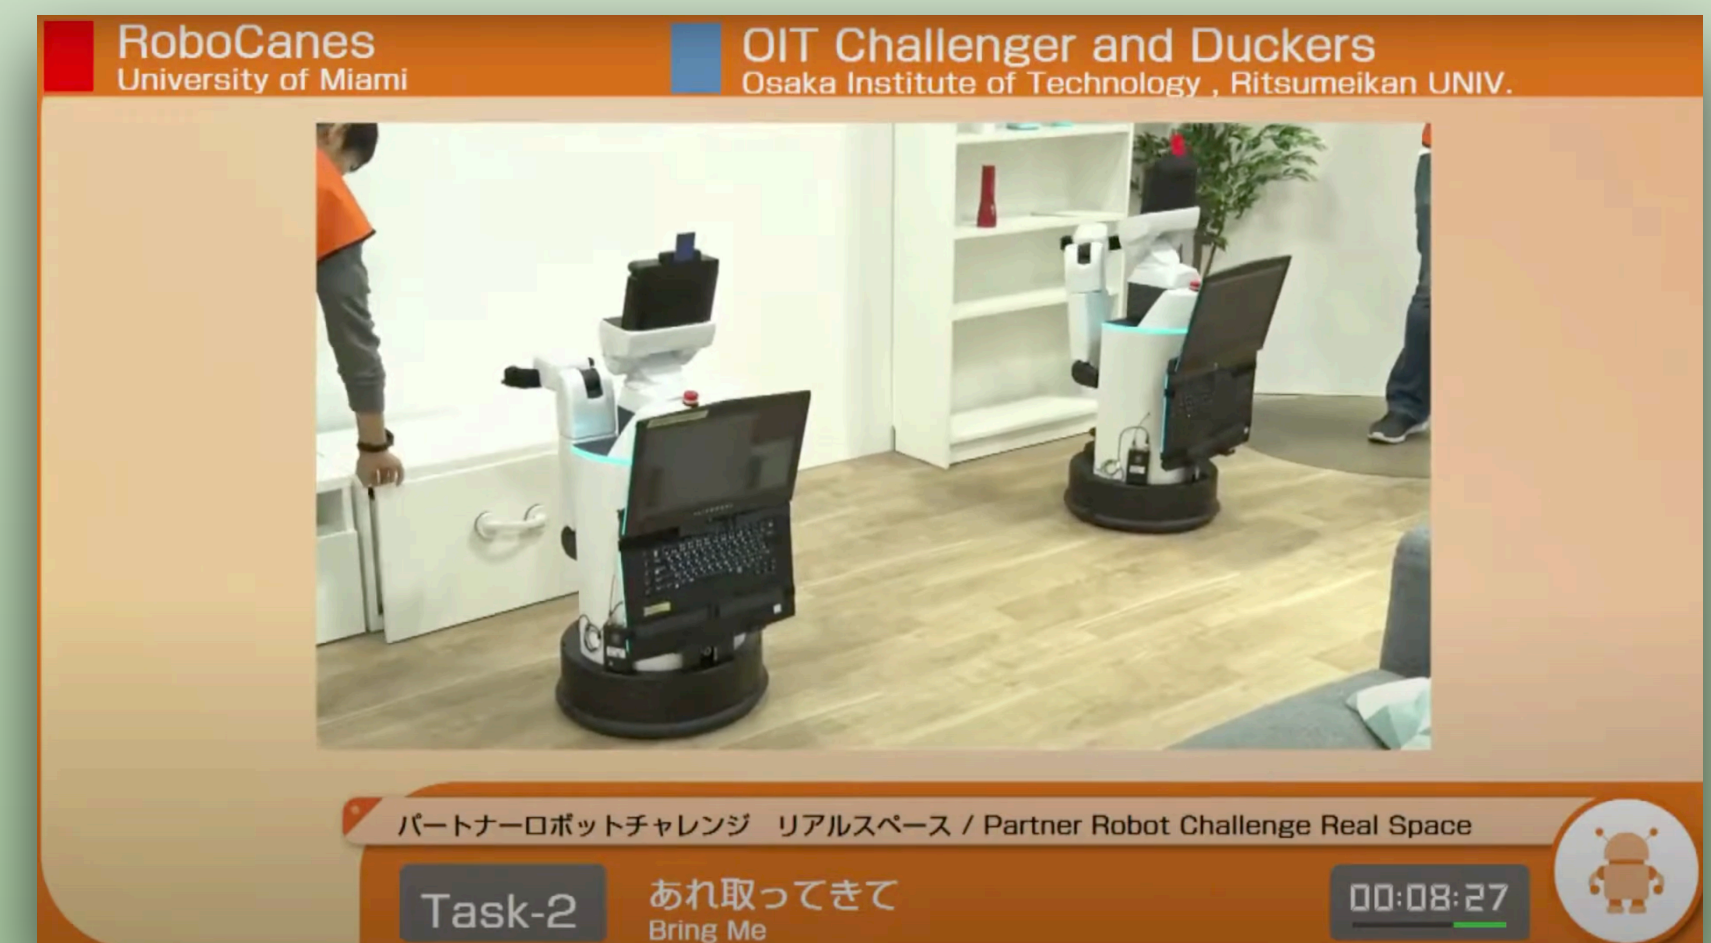 RoboCanes
University of Miami
OIT Challenger and Duckers
Osaka Institute of Technology , Ritsumeikan UNIV.
パートナーロボットチャレンジ　リアルスペース / Partner Robot Challenge Real Space
Task-2
あれ取ってきて
Bring Me
00:08:27